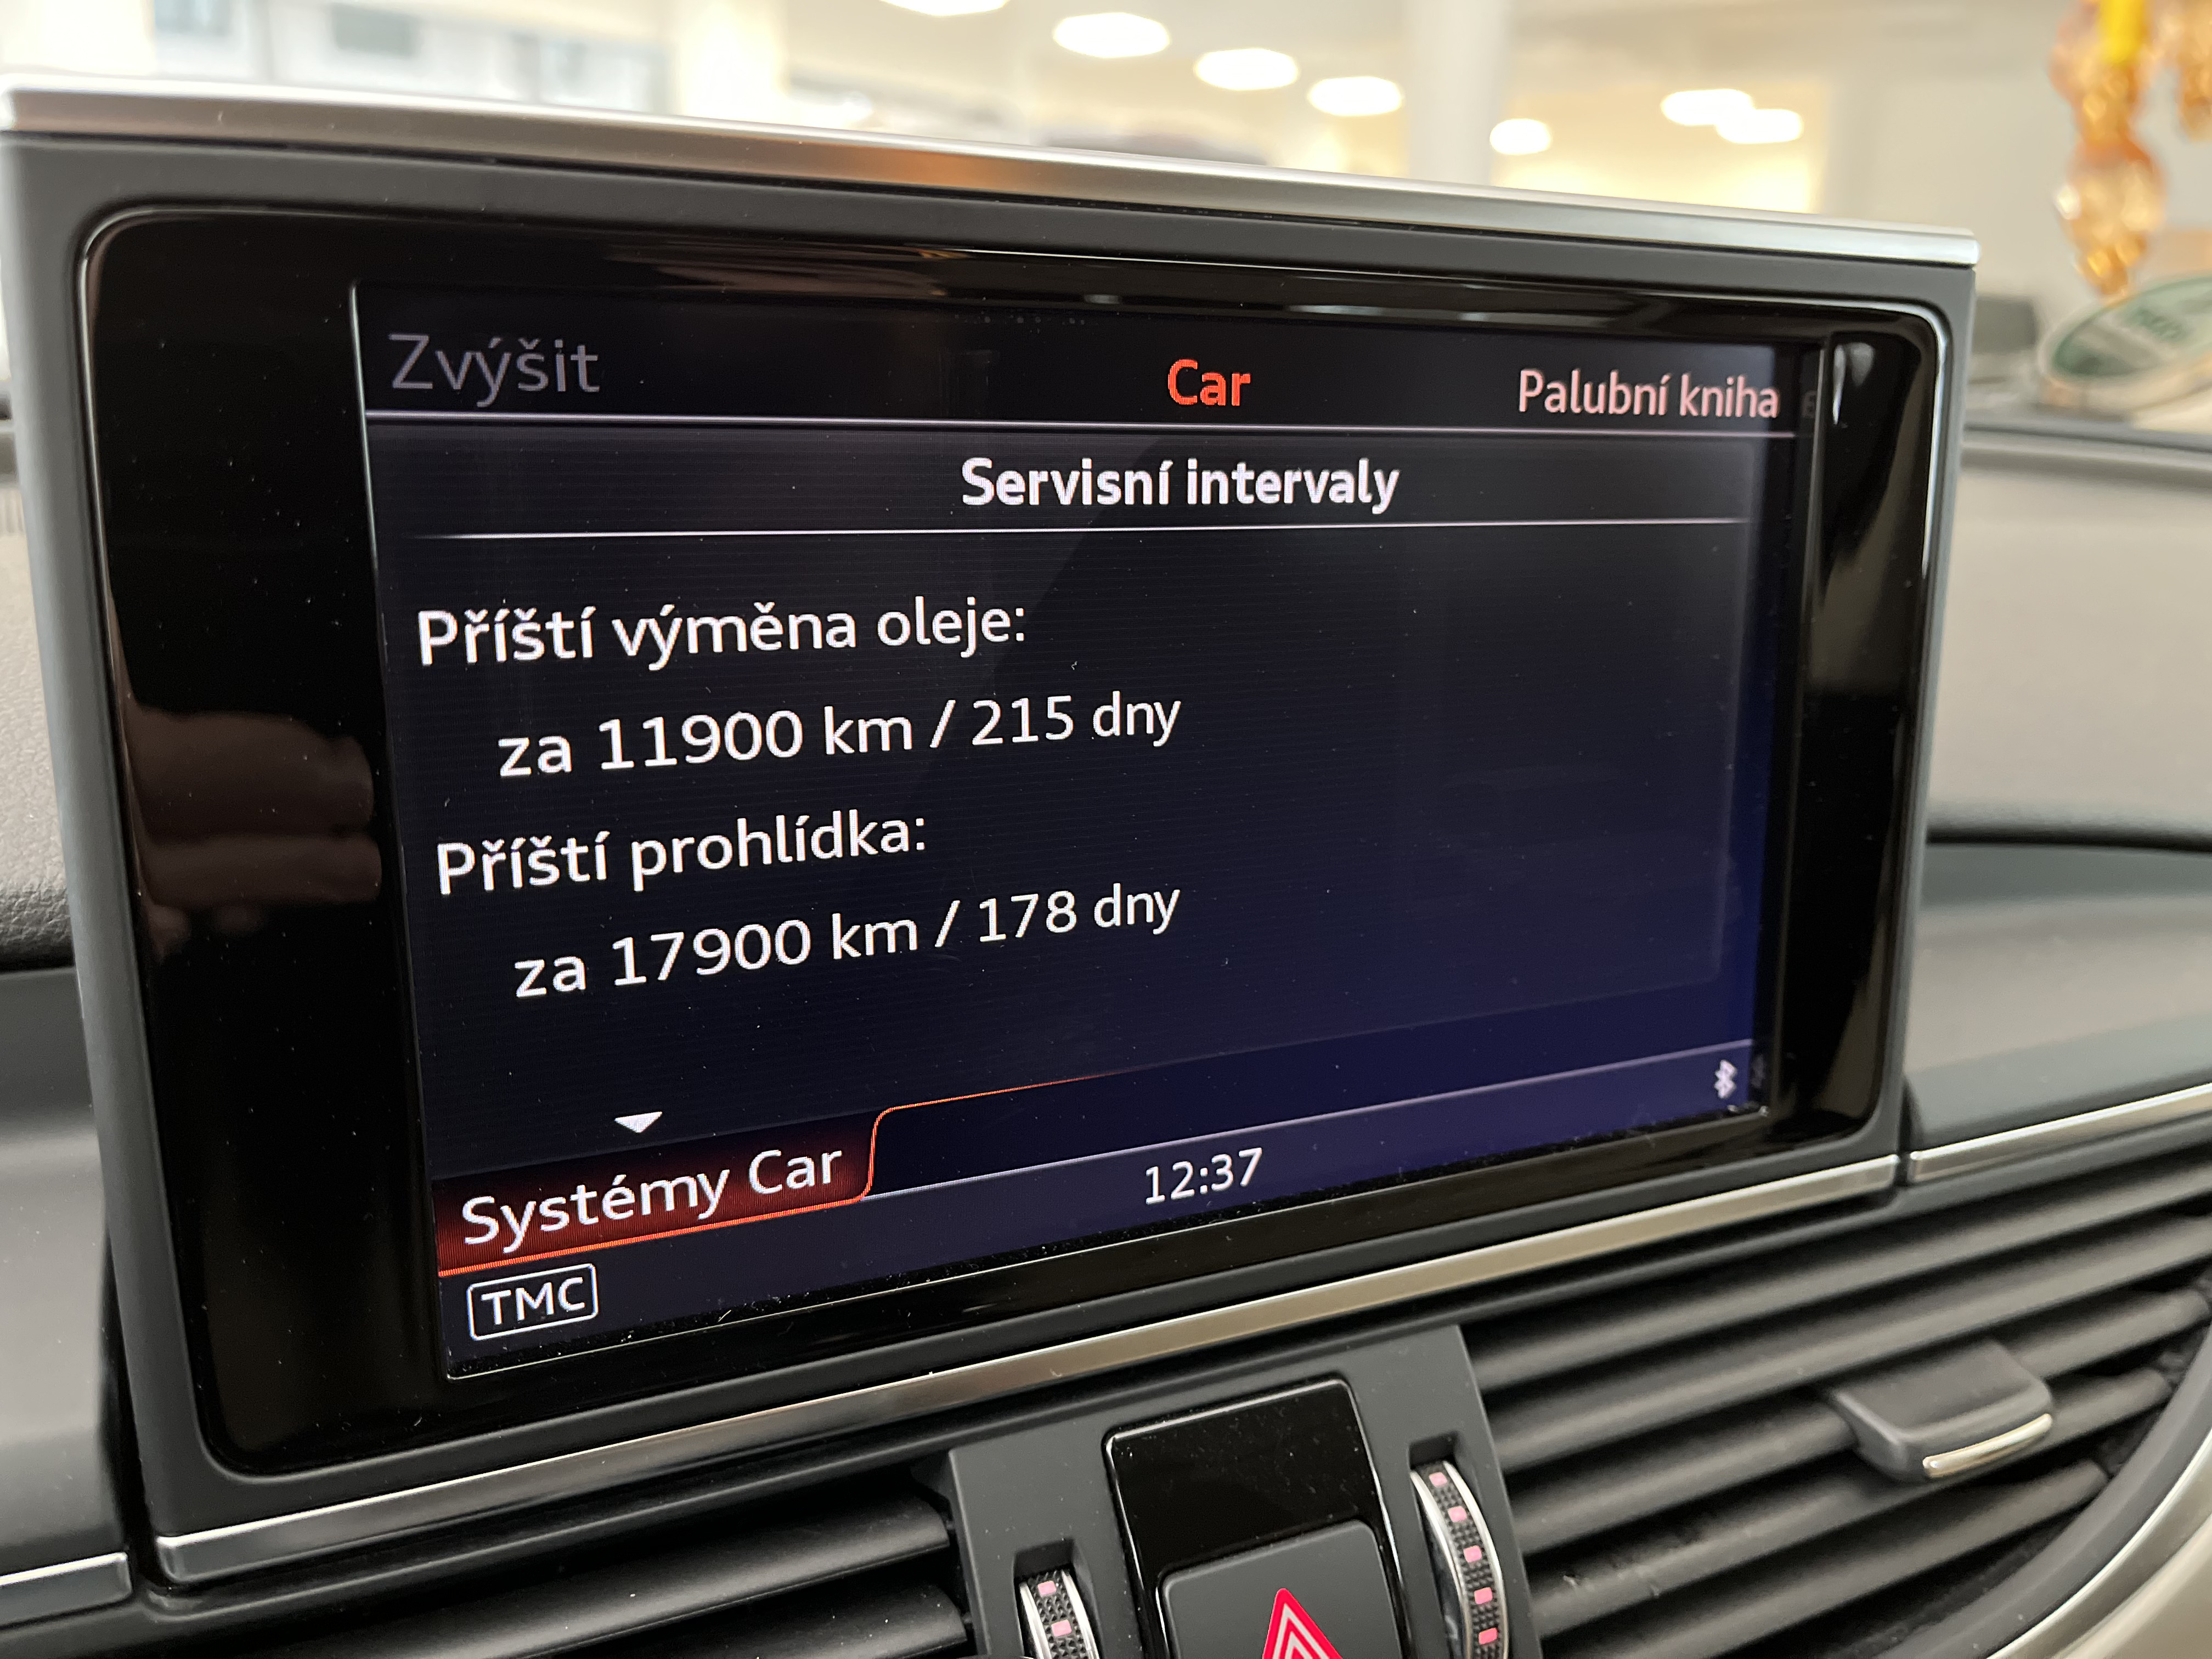 Zvýšit
Car
Palubní kniha
Servisní intervaly
Příští výměna oleje:
za 11900 km / 215 dny
Příští prohlídka:
za 17900 km / 178 dny
Systémy Car
12:37
TMC